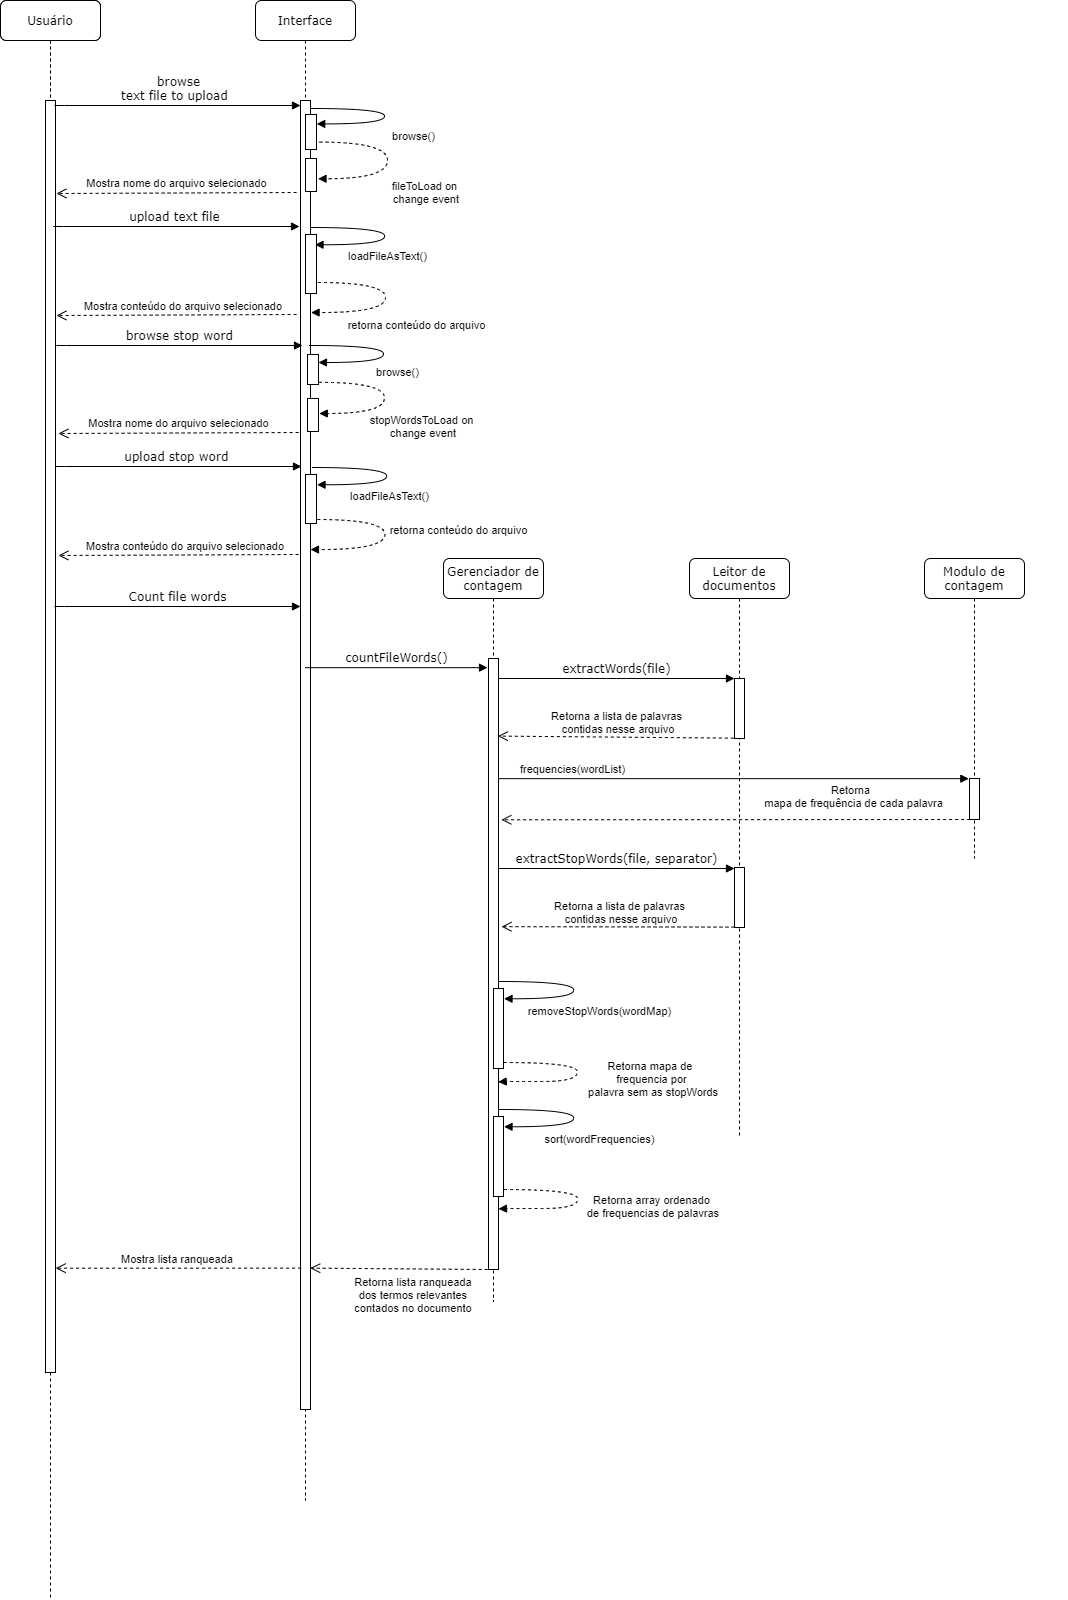 Usuário
Interface
browse
text file to upload
browse()
Mostra nome do arquivo selecionado
fileToLoad on
change event
upload text file
loadFileAsText()
Mostra conteúdo do arquivo selecionado
retorna conteúdo do arquivo
browse stop word
browse()
Mostra nome do arquivo selecionado
stopWordsToLoad on
change event
upload stop word
loadFileAsText()
retorna conteúdo do arquivo
Mostra conteúdo do arquivo selecionado
Gerenciador de
contagem
Leitor de
documentos
Modulo de
contagem
Count file words
countFileWords()
extractWords(file)
Retorna a lista de palavras
contidas nesse arquivo
frequencies(wordList)
Retorna
mapa de frequência de cada palavra
extractStopWords(file, separator)
Retorna a lista de palavras
contidas nesse arquivo
removeStopWords(wordMap)
Retorna mapa de
frequencia por
palavra sem as stopWords
sort(wordFrequencies)
Retorna array ordenado
de frequencias de palavras
Mostra lista ranqueada
Retorna lista ranqueada
dos termos relevantes
contados no documento